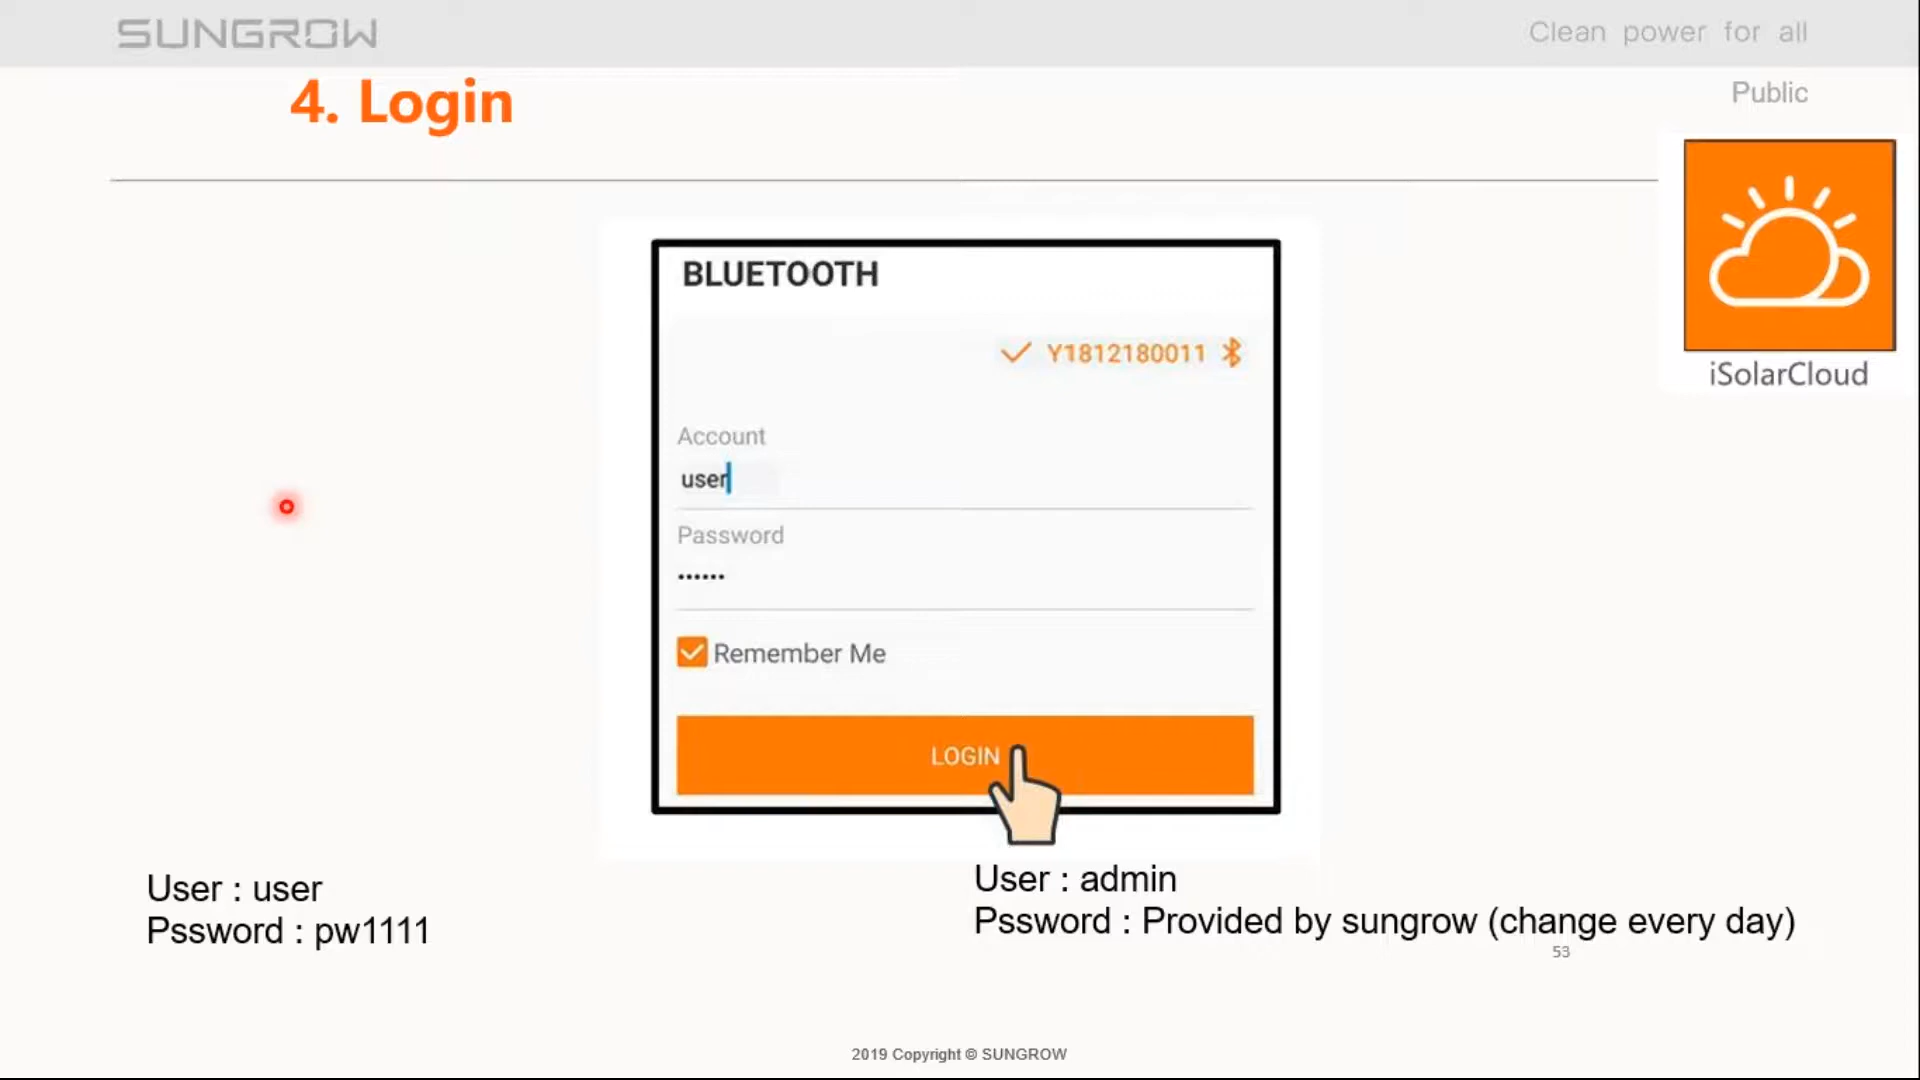 SUNGROW
Clean power for all
4. Login
Public
iSolarCloud
BLUETOOTH
Y1812180011
Account
user
Password
••••••
Remember Me
LOGIN
User : user
Pssword : pw1111
User : admin
Pssword : Provided by sungrow (change every day)
53
2019 Copyright © SUNGROW